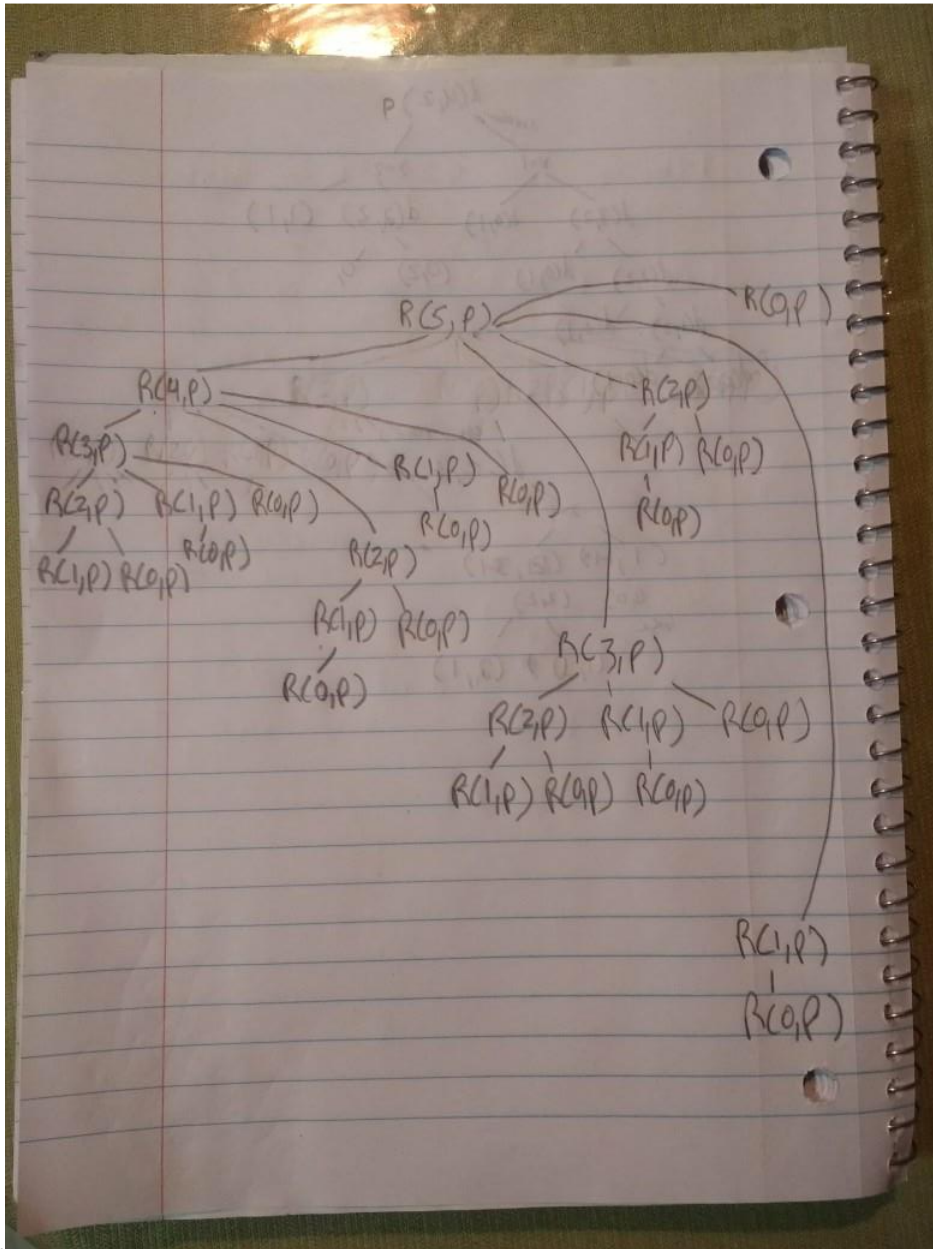 R(5,P) R(0,P)
R(4,P) R(2,P)
R(3,P) R(1,P) R(0,P) R(1,P) R(0,P)
R(2,P) R(1,P) R(0,P) R(0,P) R(0,P)
R(1,P) R(0,P) R(0,P) R(2,P)
R(1,P) R(0,P)
R(0,P) R(3,P)
R(2,P) R(1,P) R(0,P)
R(1,P) R(0,P) R(0,P)
R(1,P)
R(0,P)